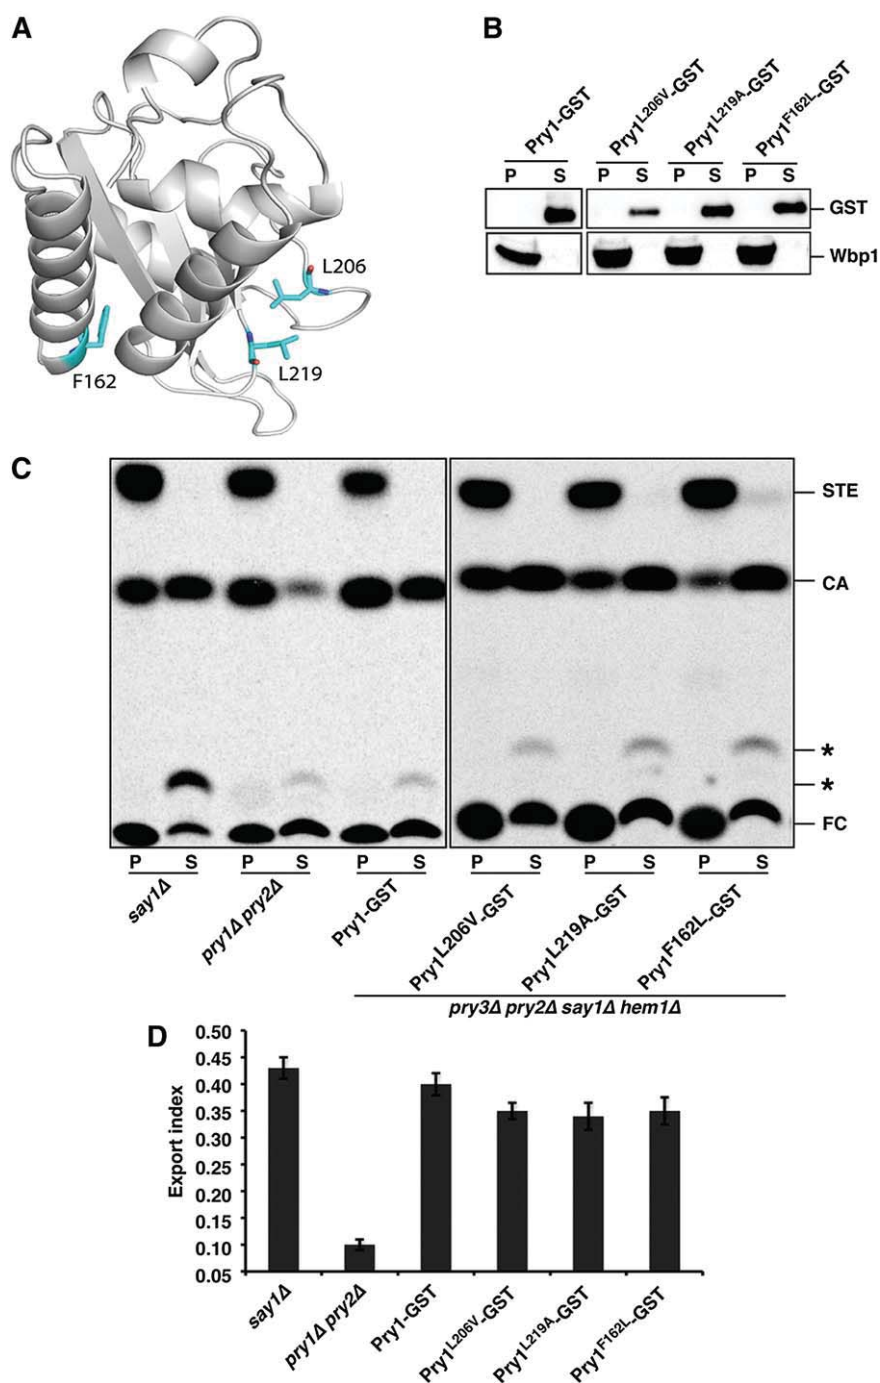 A
L206
L219
F162
B
Pry1-GST
Pry1L206V-GST
Pry1L219A-GST
Pry1F162L-GST
P S P S P S P S
GST
Wbp1
C
STE
CA
*
*
FC
P S P S P S P S P S P S
say1Δ
pry1Δ pry2Δ
Pry1-GST
Pry1L206V-GST
Pry1L219A-GST
Pry1F162L-GST
pry3Δ pry2Δ say1Δ hem1Δ
D
Export index
0.50
0.45
0.40
0.35
0.30
0.25
0.20
0.15
0.10
0.05
say1Δ
pry1Δ pry2Δ
Pry1-GST
Pry1L206V-GST
Pry1L219A-GST
Pry1F162L-GST